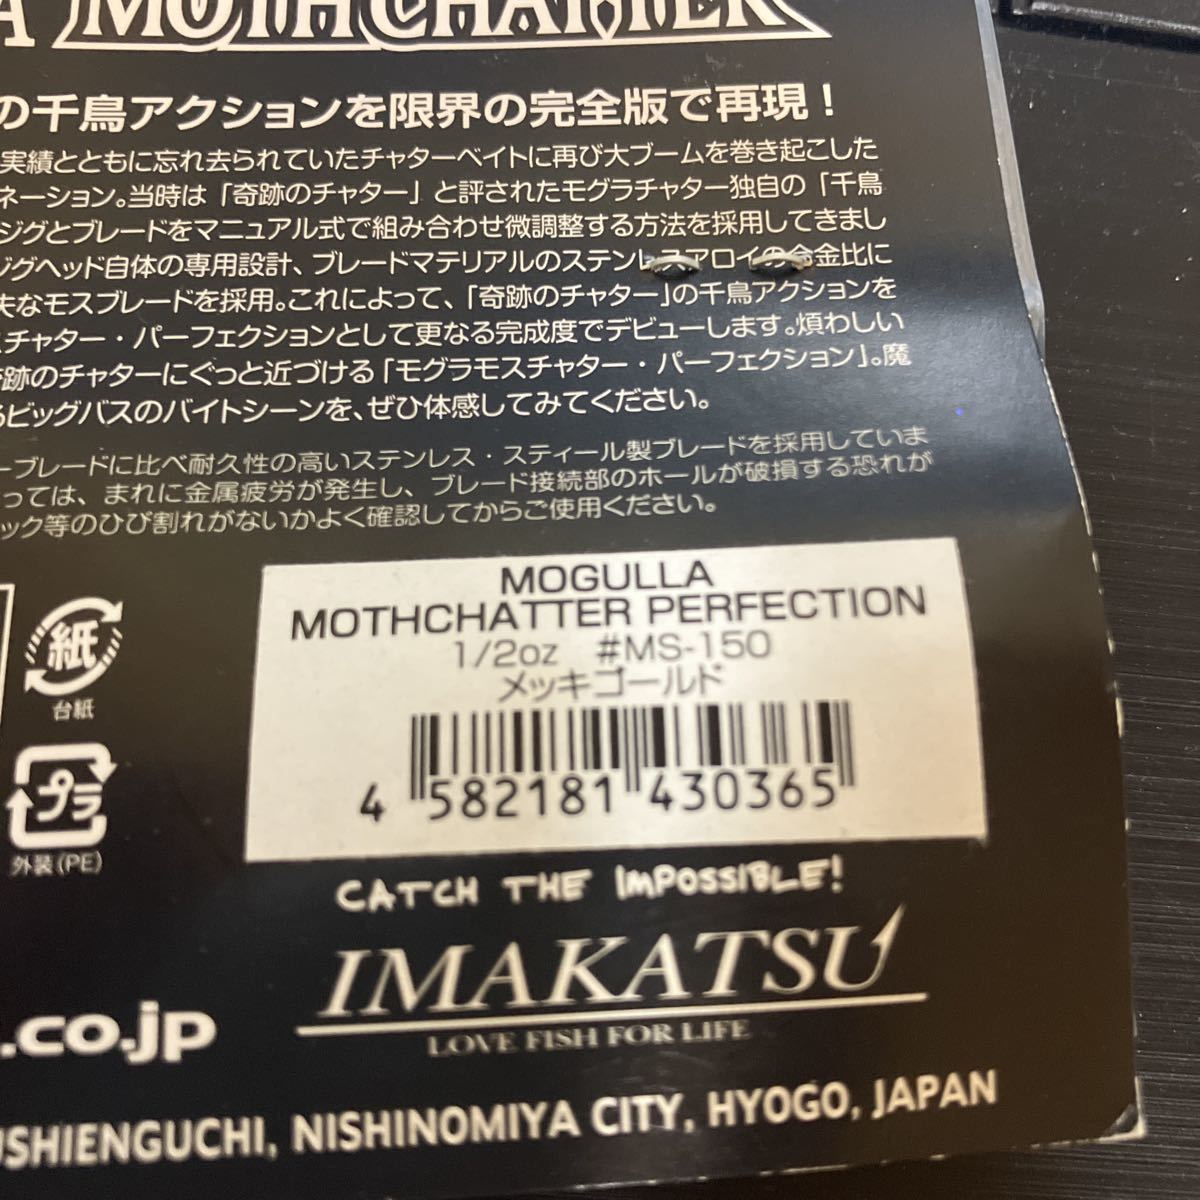 A MOTHCHATTER
の千鳥アクションを限界の完全版で再現！
実績とともに忘れ去られていたチャターベイトに再び大ブームを巻き起こした
ネーション。当時は「奇跡のチャター」と評されたモグラチャター独自の「千鳥
ジグとブレードをマニュアル式で組み合わせ微調整する方法を採用してきまし
ジグヘッド自体の専用設計、ブレードマテリアルのステンレスアロイの合金比に
夫なモスブレードを採用。これによって、「奇跡のチャター」の千鳥アクションを
チャター・パーフェクションとして更なる完成度でデビューします。煩わしい
奇跡のチャターにぐっと近づける「モグラモスチャター・パーフェクション」。魔
るビッグバスのバイトシーンを、ぜひ体感してみてください。
ーブレードに比べ耐久性の高いステンレス・スティール製ブレードを採用していま
っては、まれに金属疲労が発生し、ブレード接続部のホールが破損する恐れが
ック等のひび割れがないかよく確認してからご使用ください。
紙
台紙
プラ
外装(PE)
MOGULLA
MOTHCHATTER PERFECTION
1/2oz #MS-150
メッキゴールド
4 582181 430365
CATCH THE IMPOSSIBLE!
IMAKATSU
LOVE FISH FOR LIFE
.co.jp
USHIENGUCHI, NISHINOMIYA CITY, HYOGO, JAPAN